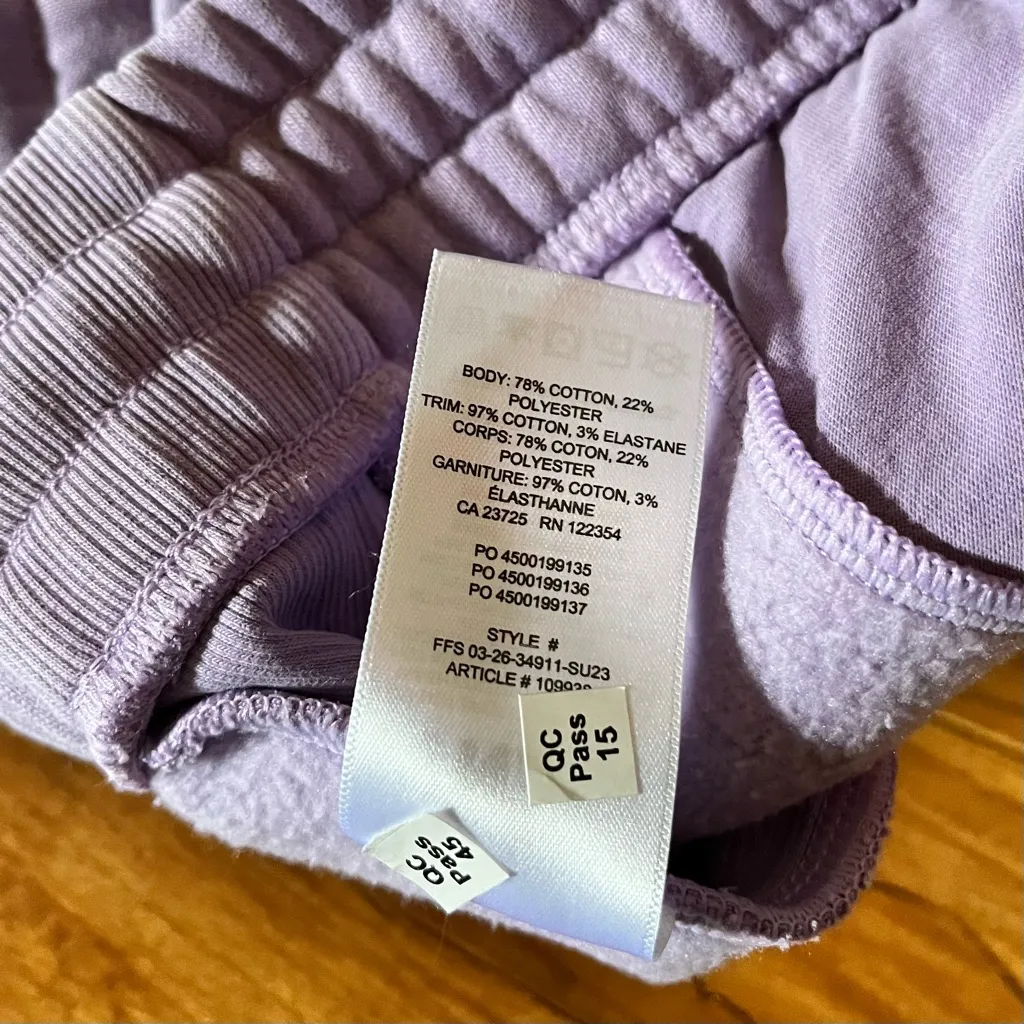 BODY: 78% COTTON, 22%
POLYESTER
TRIM: 97% COTTON, 3% ELASTANE
CORPS: 78% COTON, 22%
POLYESTER
GARNITURE: 97% COTON, 3%
ÉLASTHANNE
CA 23725 RN 122354
PO 4500199135
PO 4500199136
PO 4500199137
STYLE #
FFS 03-26-34911-SU23
ARTICLE #
QC
Pass
15
QC
Pass
45